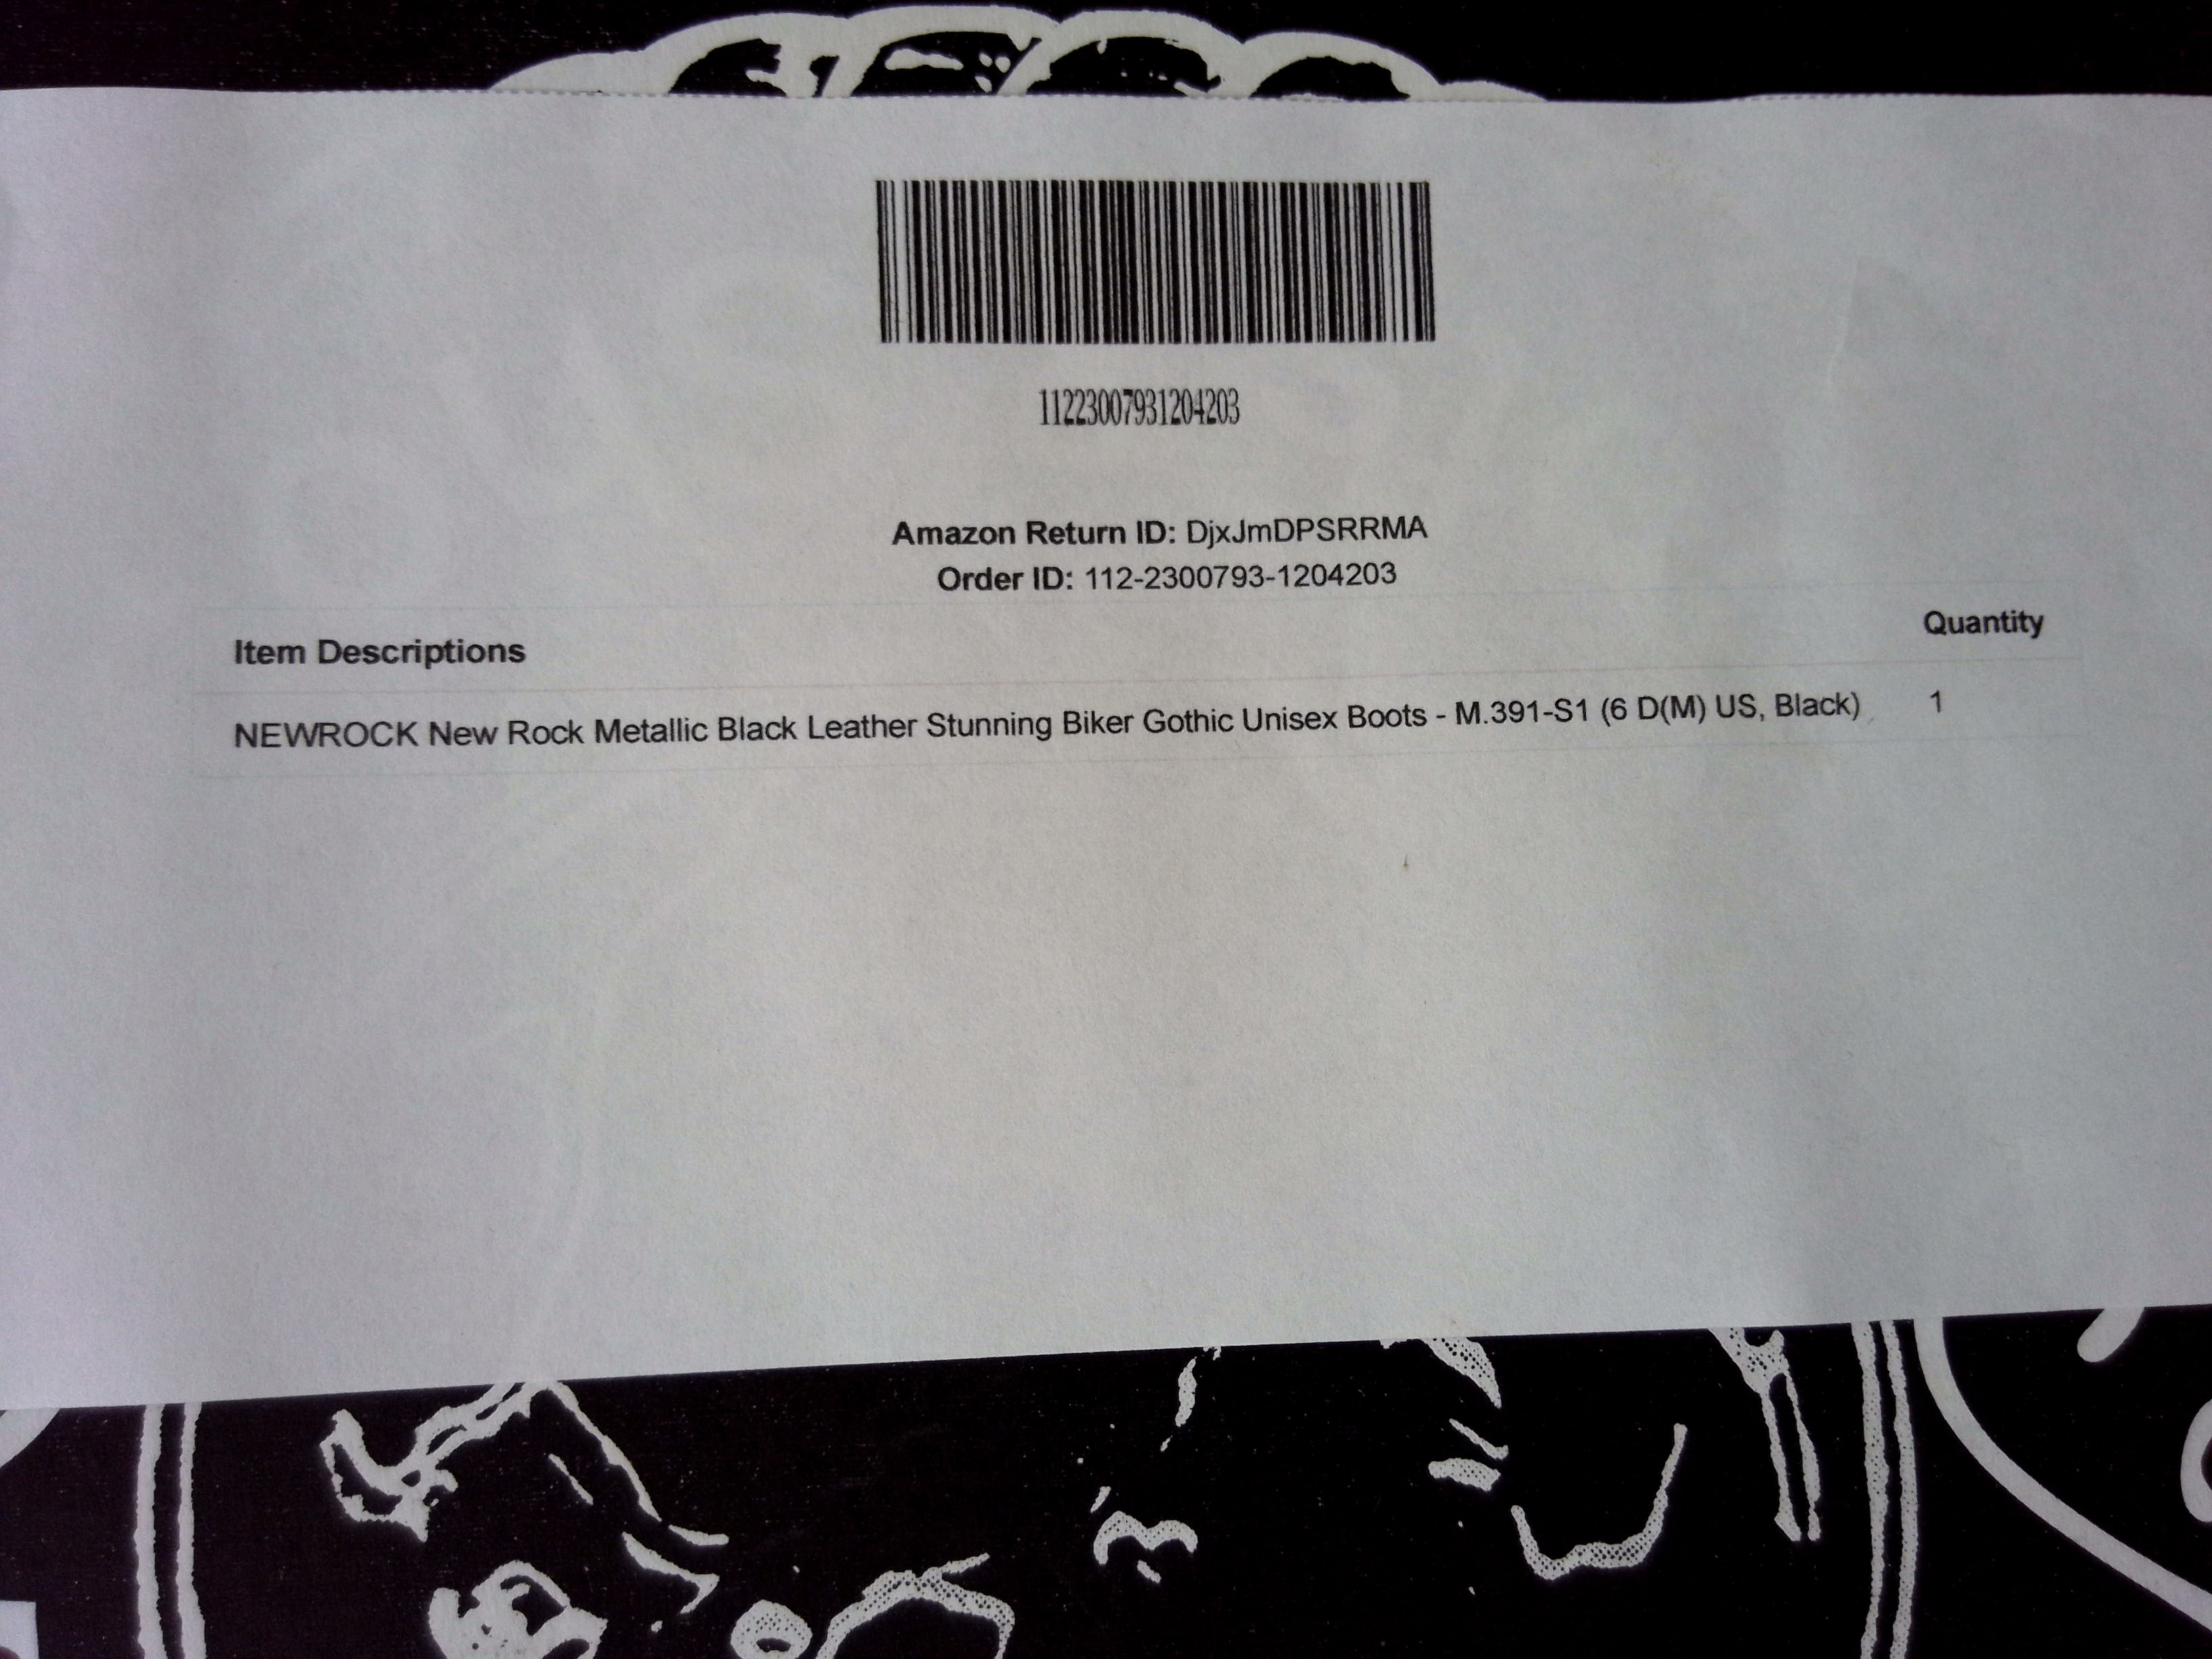 11223007931204203
Amazon Return ID: DjxJmDPSRRMA
Order ID: 112-2300793-1204203
Item Descriptions Quantity
NEWROCK New Rock Metallic Black Leather Stunning Biker Gothic Unisex Boots - M.391-S1 (6 D(M) US, Black) 1